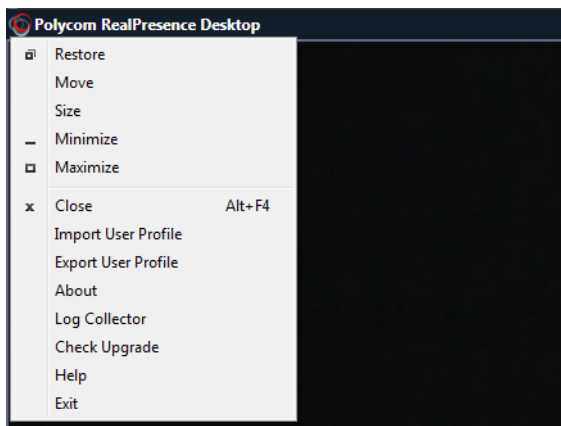 Polycom RealPresence Desktop
Restore
Move
Size
Minimize
Maximize
Close Alt+F4
Import User Profile
Export User Profile
About
Log Collector
Check Upgrade
Help
Exit